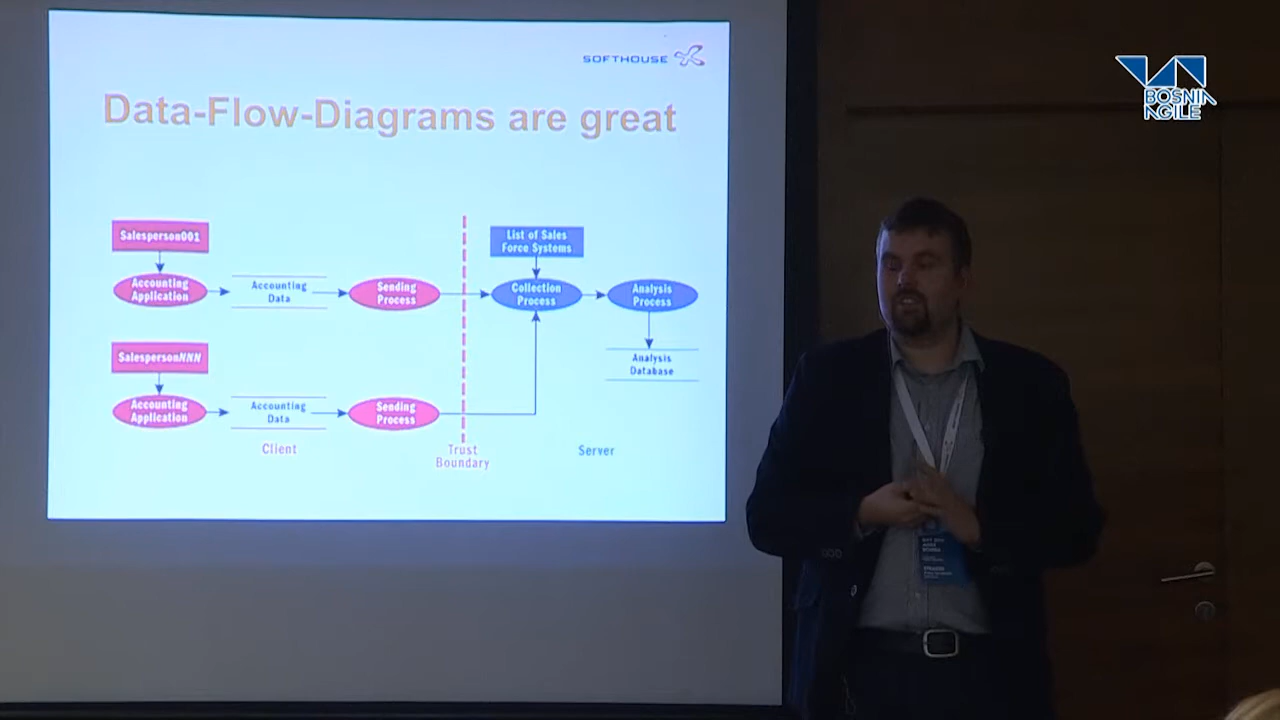 SOFTHOUSE
BOSNIA
AGILE
Data-Flow-Diagrams are great
Salesperson001
List of Sales
Force Systems
Accounting
Application
Accounting
Data
Sending
Process
Collection
Process
Analysis
Process
SalespersonNNN
Analysis
Database
Accounting
Application
Accounting
Data
Sending
Process
Client
Trust
Boundary
Server
SPEAKER